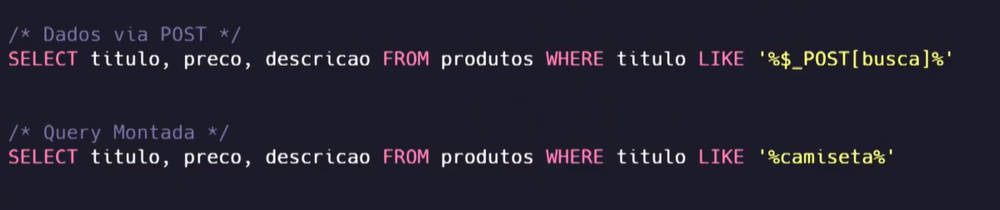 /* Dados via POST */
SELECT titulo, preco, descricao FROM produtos WHERE titulo LIKE '%$_POST[busca]%'
/* Query Montada */
SELECT titulo, preco, descricao FROM produtos WHERE titulo LIKE '%camiseta%'